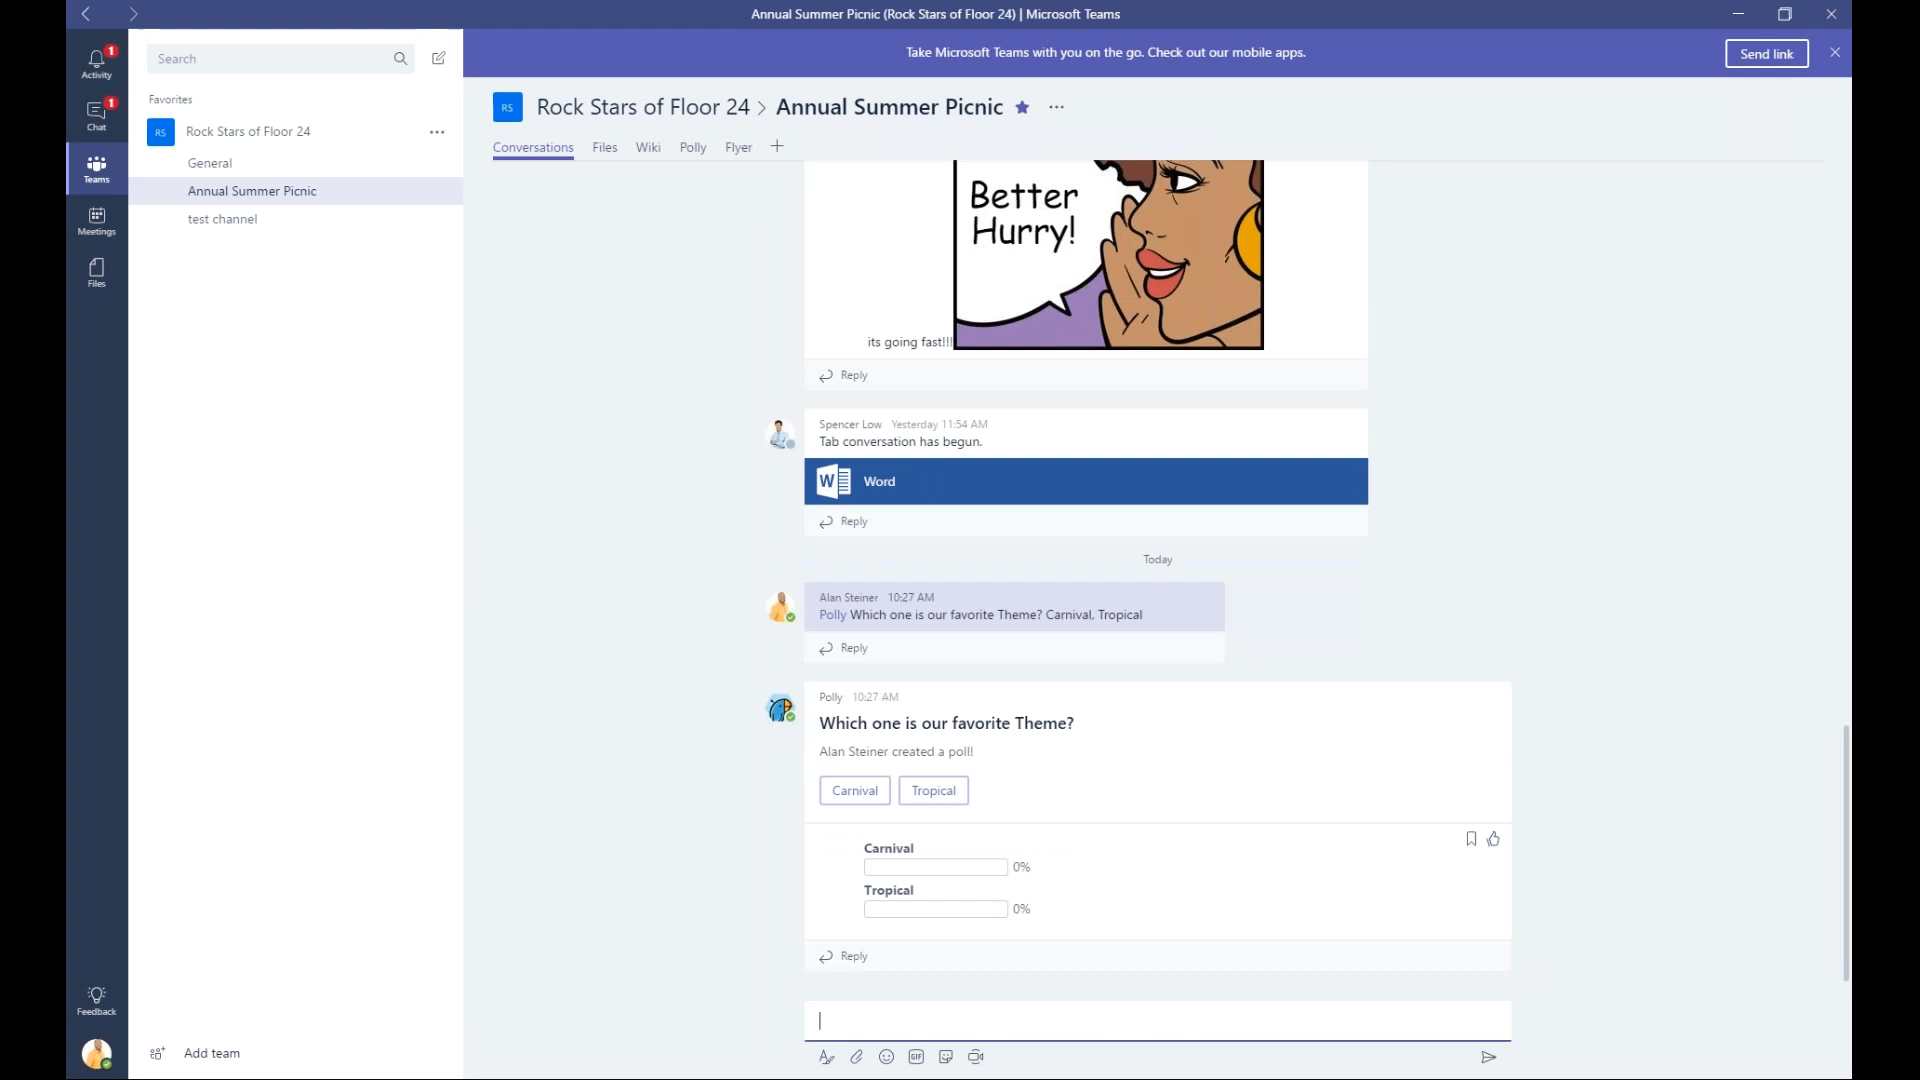 Annual Summer Picnic (Rock Stars of Floor 24) | Microsoft Teams
Take Microsoft Teams with you on the go. Check out our mobile apps.
Send link
1
Activity
1
Chat
Teams
Meetings
Files
Feedback
Search
Favorites
RS
Rock Stars of Floor 24
General
Annual Summer Picnic
test channel
Add team
RS
Rock Stars of Floor 24 > Annual Summer Picnic
Conversations Files Wiki Polly Flyer
Better
Hurry!
its going fast!!!
Reply
Spencer Low Yesterday 11:54 AM
Tab conversation has begun.
W Word
Reply
Today
Alan Steiner 10:27 AM
Polly Which one is our favorite Theme? Carnival, Tropical
Reply
Polly 10:27 AM
Which one is our favorite Theme?
Alan Steiner created a poll!
Carnival Tropical
Carnival
0%
Tropical
0%
Reply
GIF